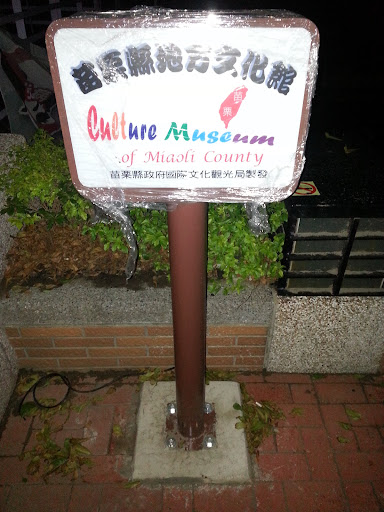 苗栗縣地方文化館
苗栗
Culture Museum
of Miaoli County
苗栗縣政府國際文化觀光局製發